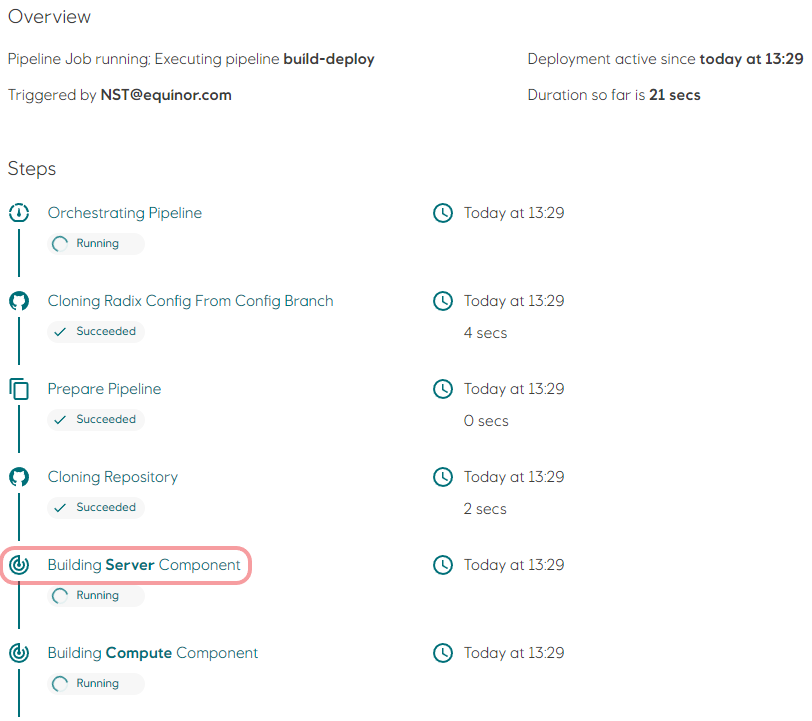 Overview
Pipeline Job running; Executing pipeline build-deploy
Deployment active since today at 13:29
Triggered by NST@equinor.com
Duration so far is 21 secs
Steps
Orchestrating Pipeline
Today at 13:29
Running
Cloning Radix Config From Config Branch
Today at 13:29
Succeeded
4 secs
Prepare Pipeline
Today at 13:29
Succeeded
0 secs
Cloning Repository
Today at 13:29
Succeeded
2 secs
Building Server Component
Today at 13:29
Running
Building Compute Component
Today at 13:29
Running